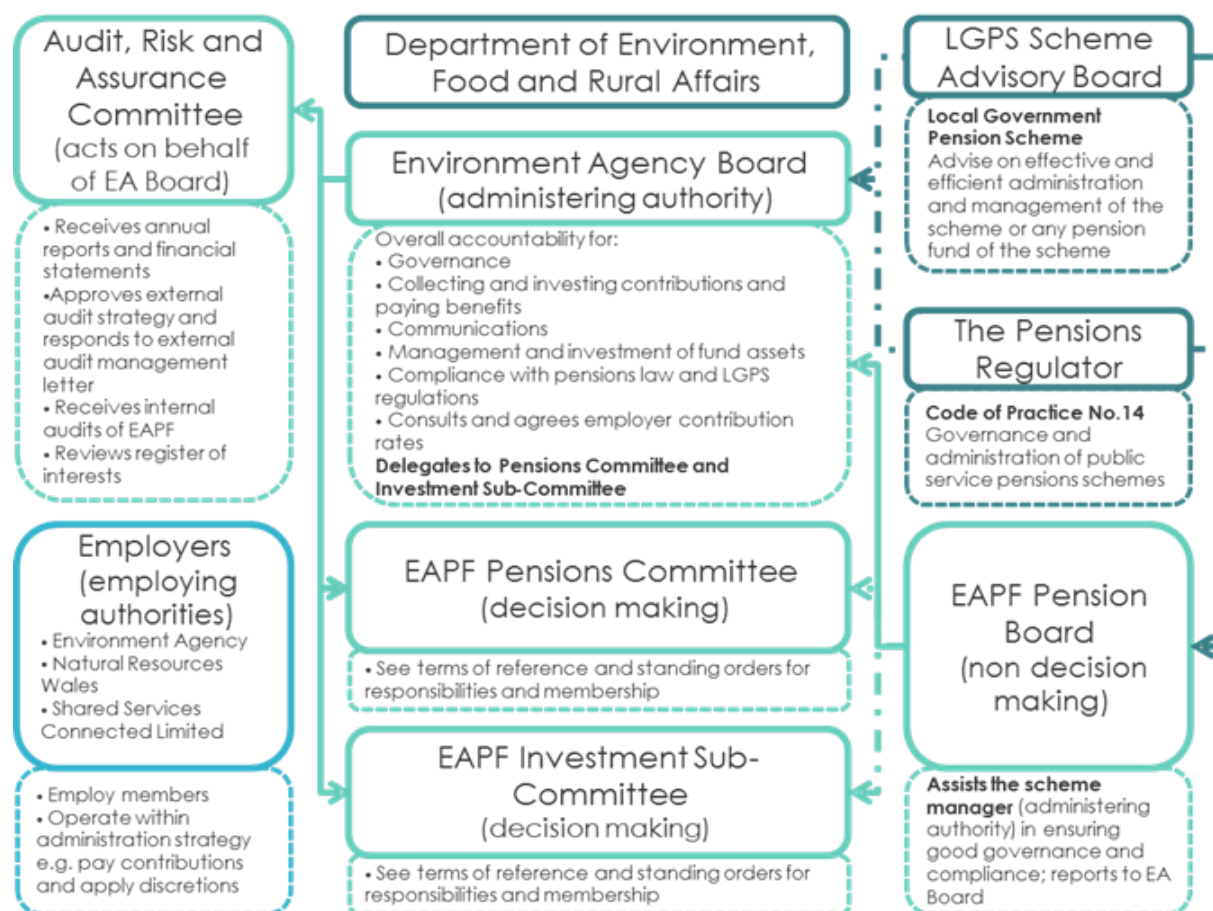 Audit, Risk and
Assurance
Committee
(acts on behalf
of EA Board)
• Receives annual
reports and financial
statements
•Approves external
audit strategy and
responds to external
audit management
letter
• Receives internal
audits of EAPF
• Reviews register of
interests
Employers
(employing
authorities)
• Environment Agency
• Natural Resources
Wales
• Shared Services
Connected Limited
• Employ members
• Operate within
administration strategy
e.g. pay contributions
and apply discretions
Department of Environment,
Food and Rural Affairs
Environment Agency Board
(administering authority)
Overall accountability for:
• Governance
• Collecting and investing contributions and
paying benefits
• Communications
• Management and investment of fund assets
• Compliance with pensions law and LGPS
regulations
• Consults and agrees employer contribution
rates
Delegates to Pensions Committee and
Investment Sub-Committee
EAPF Pensions Committee
(decision making)
• See terms of reference and standing orders for
responsibilities and membership
EAPF Investment Sub-
Committee
(decision making)
• See terms of reference and standing orders for
responsibilities and membership
LGPS Scheme
Advisory Board
Local Government
Pension Scheme
Advise on effective and
efficient administration
and management of the
scheme or any pension
fund of the scheme
The Pensions
Regulator
Code of Practice No.14
Governance and
administration of public
service pensions schemes
EAPF Pension
Board
(non decision
making)
Assists the scheme
manager (administering
authority) in ensuring
good governance and
compliance; reports to EA
Board